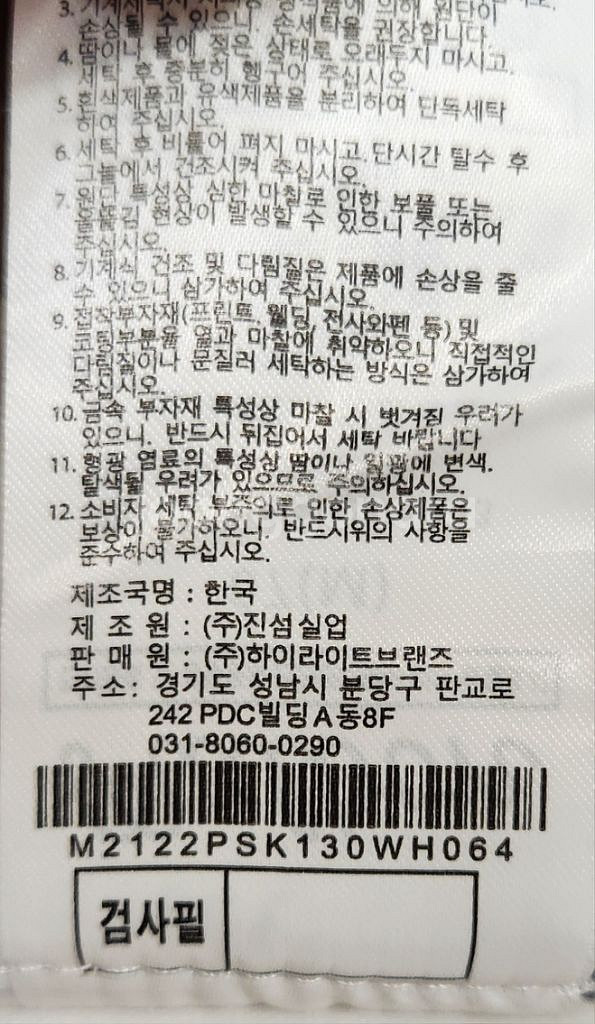 손상될 수 있으니, 손세탁을 권장합니다.
4. 땀이나 물에 젖은 상태로 오래두지 마시고,
세탁 후 충분히 헹구어 주십시오.
5. 흰색제품과 유색제품을 분리하여 단독세탁
하여 주십시오.
6. 세탁 후 비틀어 펴지 마시고, 단시간 탈수 후
그늘에서 건조시켜 주십시오.
7. 원단 특성상 심한 마찰로 인한 보풀 또는
올뜯김 현상이 발생할 수 있으니 주의하여
주십시오.
8. 기계식 건조 및 다림질은 제품에 손상을 줄
수 있으니 삼가하여 주십시오.
9. 접착부자재(프린트, 웰딩, 전사와펜 등) 및
코팅부분을 열과 마찰에 취약하오니 직접적인
다림질이나 문질러 세탁하는 방식은 삼가하여
주십시오.
10. 금속 부자재 특성상 마찰 시 벗겨짐 우려가
있으니. 반드시 뒤집어서 세탁 바랍니다
11. 형광 염료의 특성상 땀이나 일광에 변색.
탈색될 우려가 있으므로 주의하십시오.
12. 소비자 세탁 부주의로 인한 손상제품은
보상이 불가하오니. 반드시위의 사항을
준수하여 주십시오.
제조국명 : 한국
제 조 원 : (주)진섬실업
판 매 원 : (주)하이라이트브랜즈
주소: 경기도 성남시 분당구 판교로
242 PDC빌딩A동8F
031-8060-0290
M2122PSK130WH064
검사필